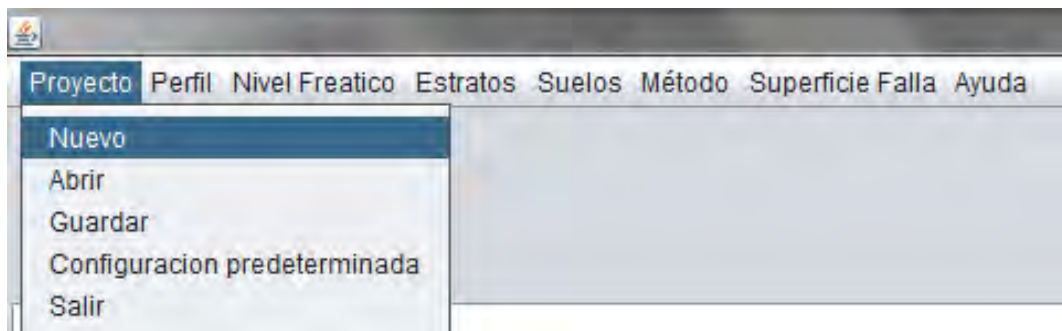 Proyecto Perfil Nivel Freatico Estratos Suelos Método Superficie Falla Ayuda
Nuevo
Abrir
Guardar
Configuracion predeterminada
Salir